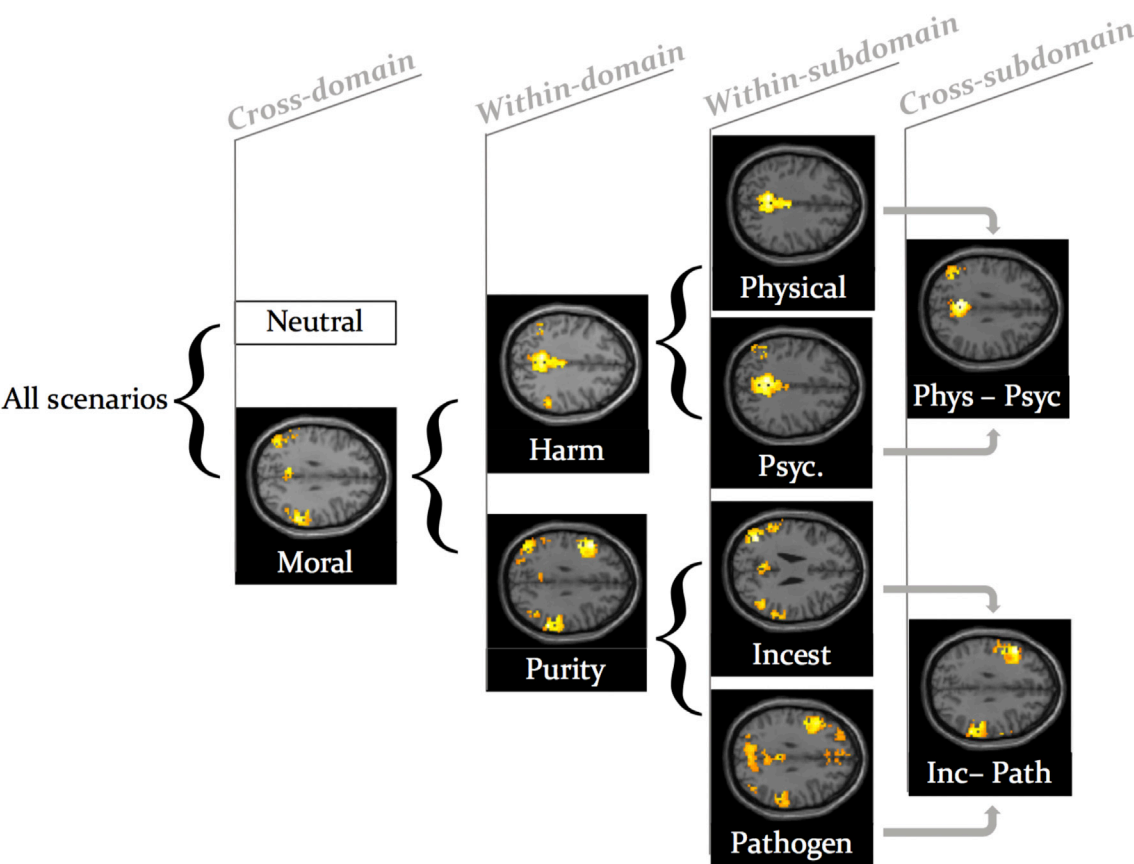 Cross-domain
Within-domain
Within-subdomain
Cross-subdomain
All scenarios
Neutral
Moral
Harm
Purity
Physical
Psyc.
Incest
Pathogen
Phys – Psyc
Inc– Path